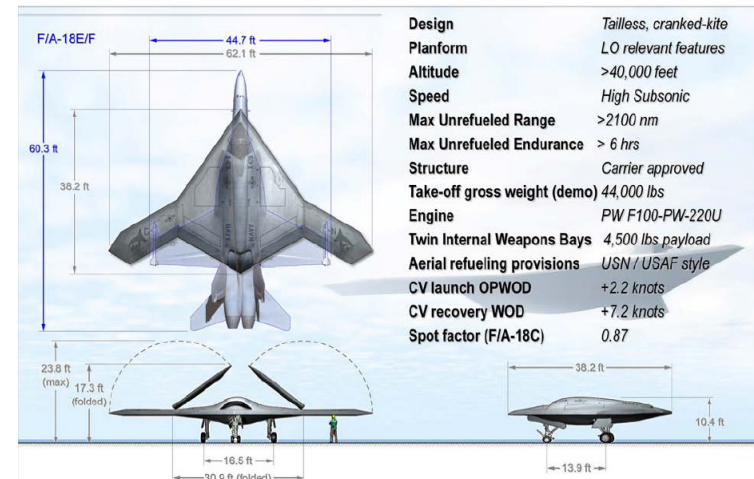 F/A-18E/F
44.7 ft
62.1 ft
60.3 ft
38.2 ft
NAVY
Design Tailless, cranked-kite
Planform LO relevant features
Altitude >40,000 feet
Speed High Subsonic
Max Unrefueled Range >2100 nm
Max Unrefueled Endurance > 6 hrs
Structure Carrier approved
Take-off gross weight (demo) 44,000 lbs
Engine PW F100-PW-220U
Twin Internal Weapons Bays 4,500 lbs payload
Aerial refueling provisions USN / USAF style
CV launch OPWOD +2.2 knots
CV recovery WOD +7.2 knots
Spot factor (F/A-18C) 0.87
23.8 ft
(max)
17.3 ft
(folded)
16.5 ft
30.9 ft (folded)
38.2 ft
10.4 ft
13.9 ft